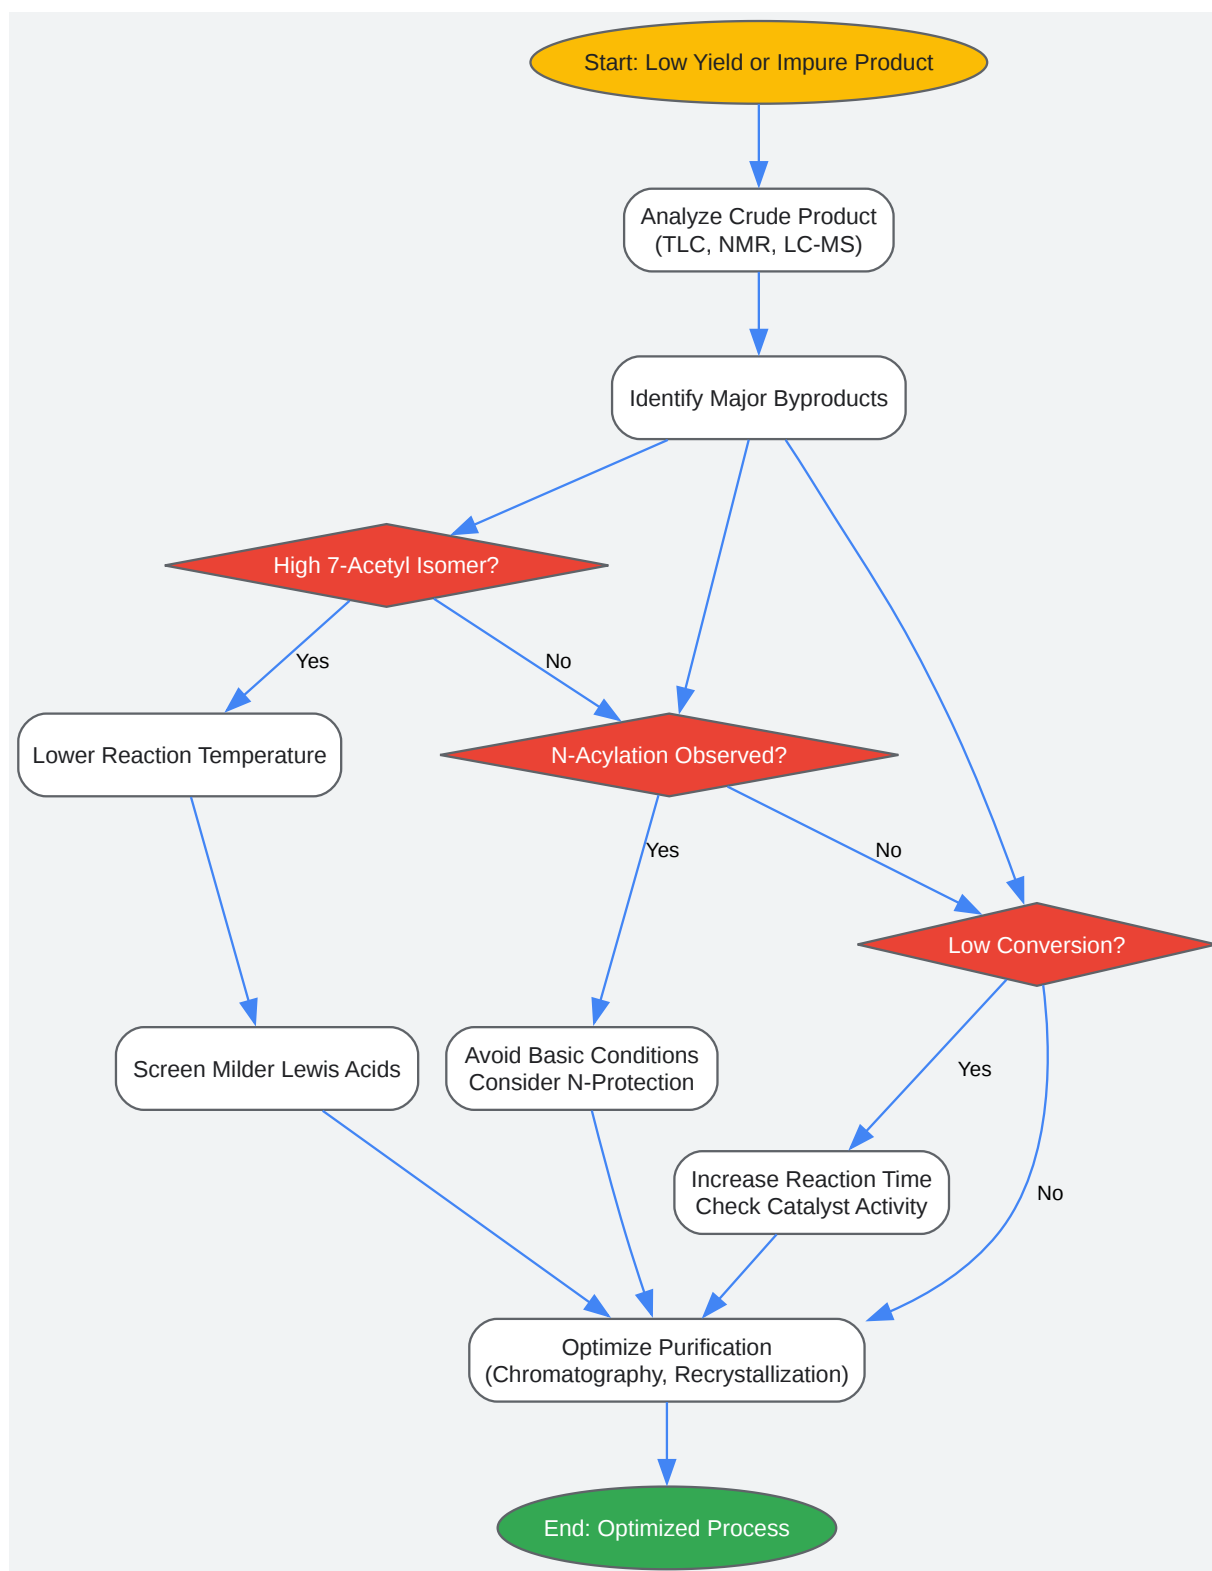 Start: Low Yield or Impure Product
Analyze Crude Product
(TLC, NMR, LC-MS)
Identify Major Byproducts
High 7-Acetyl Isomer?
Yes
No
Lower Reaction Temperature
N-Acylation Observed?
Yes
No
Low Conversion?
Screen Milder Lewis Acids
Avoid Basic Conditions
Consider N-Protection
Yes
Increase Reaction Time
Check Catalyst Activity
No
Optimize Purification
(Chromatography, Recrystallization)
End: Optimized Process